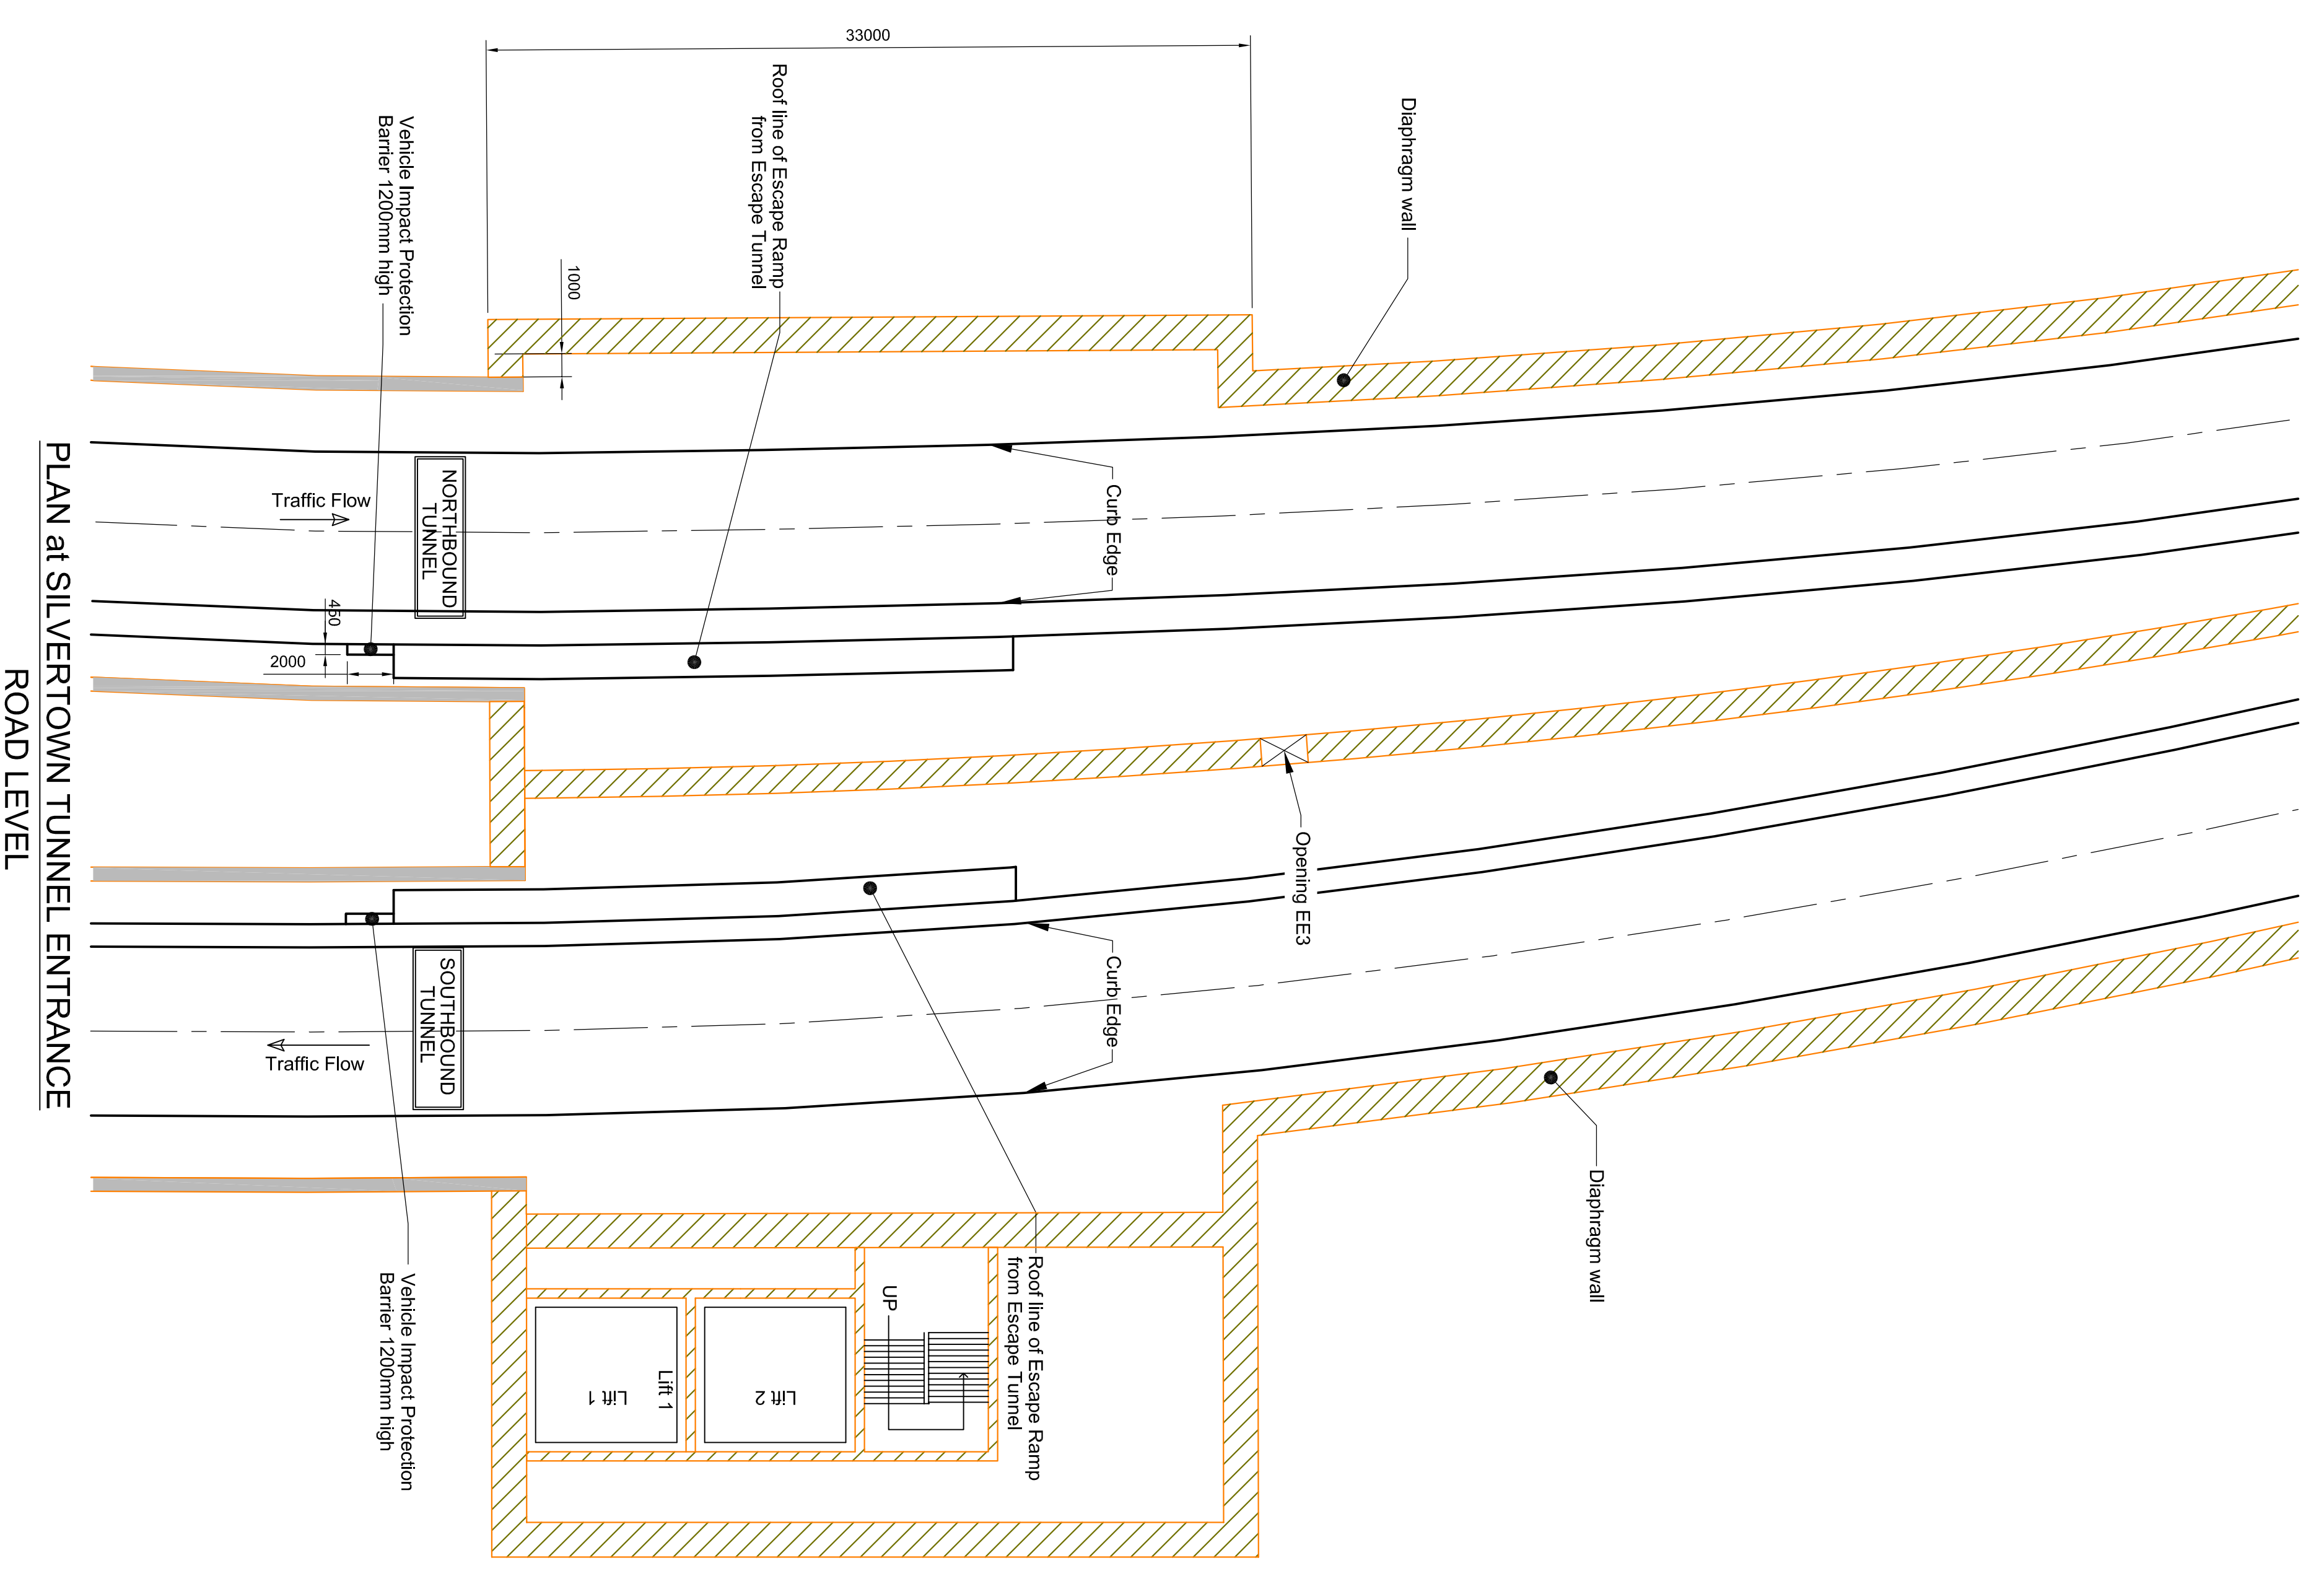 33000
Diaphragm wall
Roof line of Escape Ramp
from Escape Tunnel
Vehicle Impact Protection
Barrier 1200mm high
1000
Curb Edge
NORTHBOUND
TUNNEL
Traffic Flow
450
2000
Opening EE3
Curb Edge
SOUTHBOUND
TUNNEL
Traffic Flow
Diaphragm wall
Roof line of Escape Ramp
from Escape Tunnel
UP
Lift 1
Lift 1
Lift 2
Vehicle Impact Protection
Barrier 1200mm high
PLAN at SILVERTOWN TUNNEL ENTRANCE
ROAD LEVEL